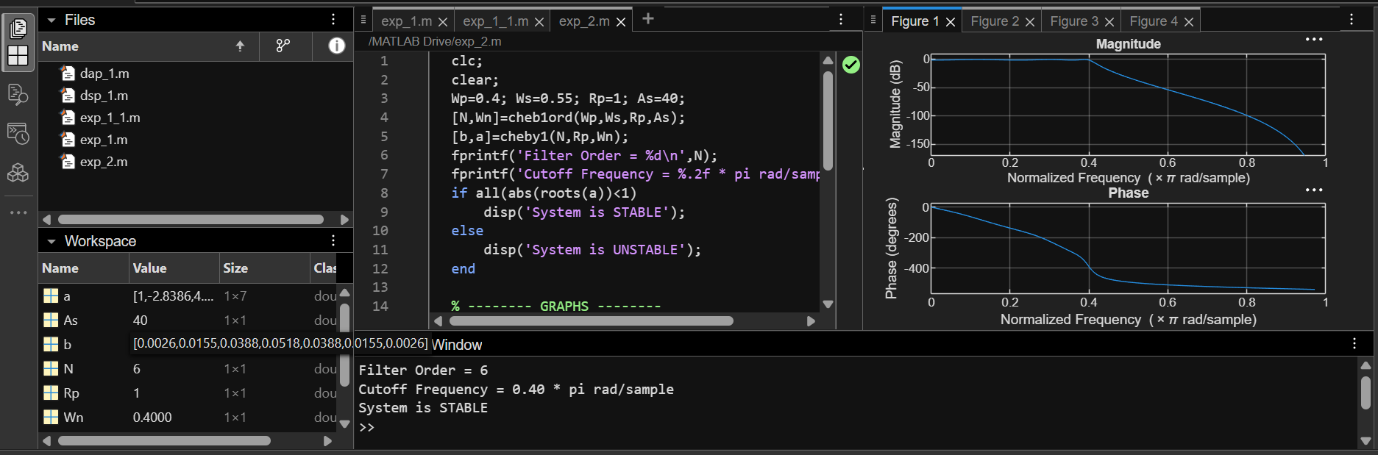 Files
Name
dap_1.m
dsp_1.m
exp_1_1.m
exp_1.m
exp_2.m
Workspace
Name Value Size Clas
a [1,-2.8386,4.... 1×7 dou
As 40 1×1 dou
b [0.0026,0.0155,0.0388,0.0518,0.0388,0.0155,0.0026]
N 6 1×1 dou
Rp 1 1×1 dou
Wn 0.4000 1×1 dou
exp_1.m exp_1_1.m exp_2.m
/MATLAB Drive/exp_2.m
1 clc;
2 clear;
3 Wp=0.4; Ws=0.55; Rp=1; As=40;
4 [N,Wn]=cheb1ord(Wp,Ws,Rp,As);
5 [b,a]=cheby1(N,Rp,Wn);
6 fprintf('Filter Order = %d\n',N);
7 fprintf('Cutoff Frequency = %.2f * pi rad/samp
8 if all(abs(roots(a))<1)
9 disp('System is STABLE');
10 else
11 disp('System is UNSTABLE');
12 end
13
14 % -------- GRAPHS --------
Window
Filter Order = 6
Cutoff Frequency = 0.40 * pi rad/sample
System is STABLE
>>
Figure 1 Figure 2 Figure 3 Figure 4
Magnitude
Magnitude (dB)
0
-50
-100
-150
0 0.2 0.4 0.6 0.8 1
Normalized Frequency (×π rad/sample)
Phase
Phase (degrees)
0
-200
-400
0 0.2 0.4 0.6 0.8 1
Normalized Frequency (×π rad/sample)